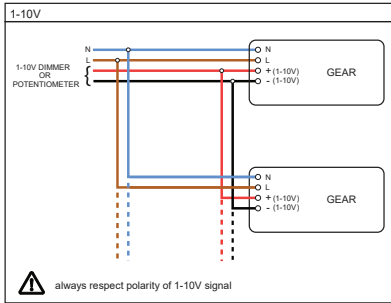 1-10V
N
L
1-10V DIMMER
OR
POTENTIOMETER
{
N
L
+ (1-10V)
- (1-10V)
GEAR
N
L
+ (1-10V)
- (1-10V)
GEAR
always respect polarity of 1-10V signal